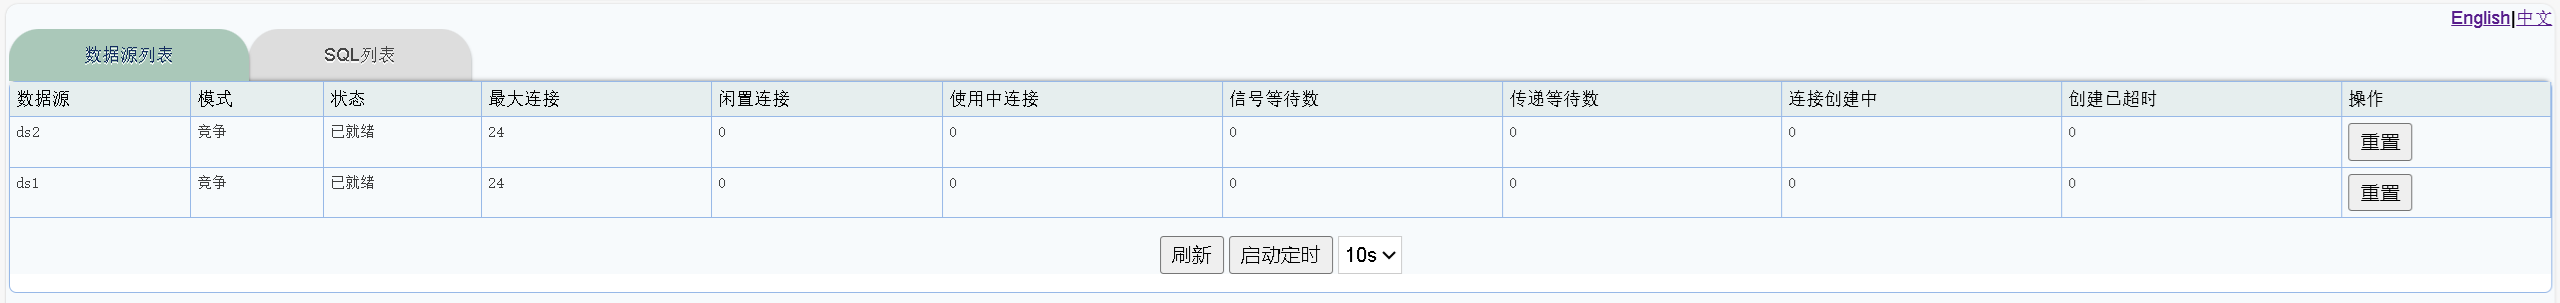 English|中文
数据源列表 SQL列表
数据源 模式 状态 最大连接 闲置连接 使用中连接 信号等待数 传递等待数 连接创建中 创建已超时 操作
ds2 竞争 已就绪 24 0 0 0 0 0 0 重置
ds1 竞争 已就绪 24 0 0 0 0 0 0 重置
刷新 启动定时 10s